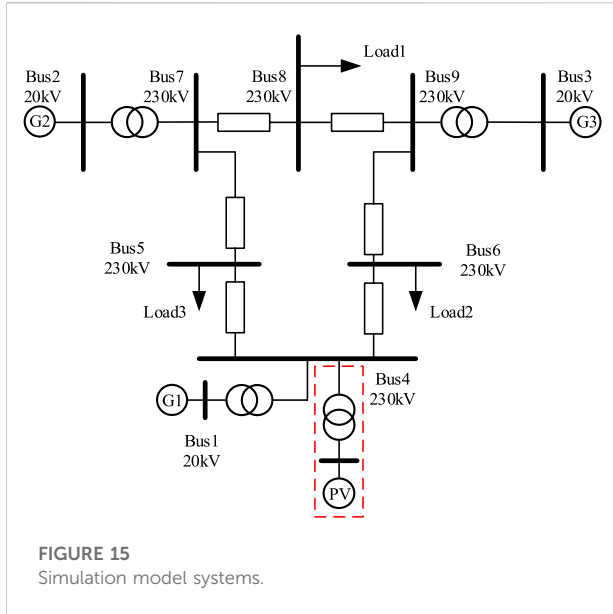 Load1
Bus2
20kV
Bus7
230kV
Bus8
230kV
Bus9
230kV
Bus3
20kV
G2
G3
Bus5
230kV
Bus6
230kV
Load3
Load2
Bus4
230kV
G1
Bus1
20kV
PV
FIGURE 15
Simulation model systems.